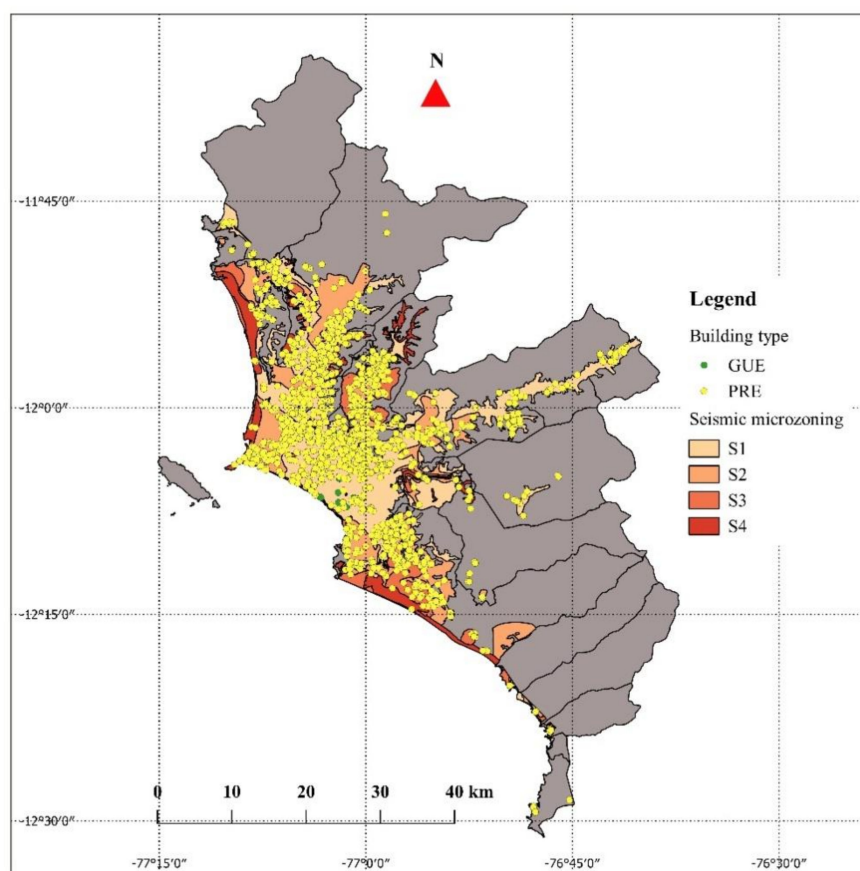 N
-11°45′0″
Legend
Building type
GUE
PRE
-12°0′0″
Seismic microzoning
S1
S2
S3
S4
-12°15′0″
0 10 20 30 40 km
-12°30′0″
-77°15′0″ -77°0′0″ -76°45′0″ -76°30′0″